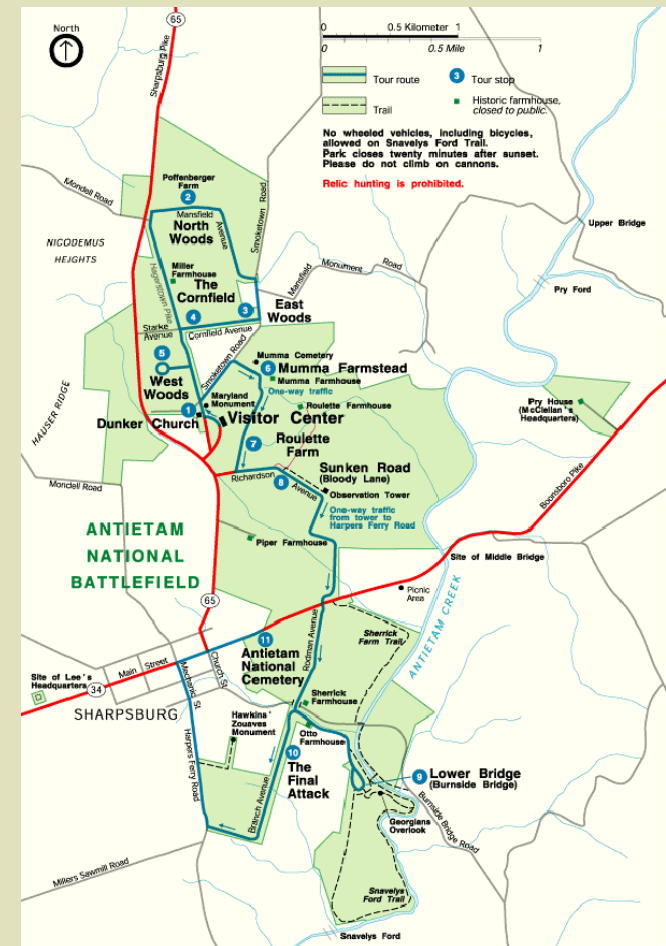 North
65
Sharpsburg Pike
0 0.5 Kilometer 1
0 0.5 Mile 1
Tour route
3 Tour stop
Trail
Historic farmhouse,
closed to public.
No wheeled vehicles, including bicycles,
allowed on Snavelys Ford Trail.
Park closes twenty minutes after sunset.
Please do not climb on cannons.
Relic hunting is prohibited.
Mondell Road
Poffenberger
Farm
2
Mansfield
Avenue
North
Woods
Smoketown Road
Upper Bridge
NICODEMUS
HEIGHTS
Miller
Farmhouse
Hagerstown Pike
The
Cornfield
Mansfield Monument Road
Pry Ford
3
East
Woods
4
Starke
Avenue
Cornfield Avenue
5
Smoketown Road
Mumma Cemetery
6 Mumma Farmstead
Mumma Farmhouse
One-way traffic
West
Woods
Maryland
Monument
Roulette Farmhouse
Pry House
(McClellan's
Headquarters)
HAUSER RIDGE
1
Dunker Church
Visitor Center
7
Roulette
Farm
Boonsboro Pike
Mondell Road
Richardson
Avenue
8
Sunken Road
(Bloody Lane)
Observation Tower
One-way traffic
from tower to
Harpers Ferry Road
ANTIETAM
NATIONAL
BATTLEFIELD
Piper Farmhouse
Site of Middle Bridge
65
Picnic
Area
ANTIETAM CREEK
11
Antietam
National
Cemetery
Rodman Avenue
Sherrick
Farm Trail
Main Street
Church St
Mechanic St
Site of Lee's
Headquarters
34
SHARPSBURG
Sherrick
Farmhouse
Hawkins'
Zouaves
Monument
Otto
Farmhouse
Harpers Ferry Road
10
The
Final
Attack
9 Lower Bridge
(Burnside Bridge)
Branch Avenue
Georgians
Overlook
Burnside Bridge Road
Millers Sawmill Road
Snavelys
Ford Trail
Snavelys Ford